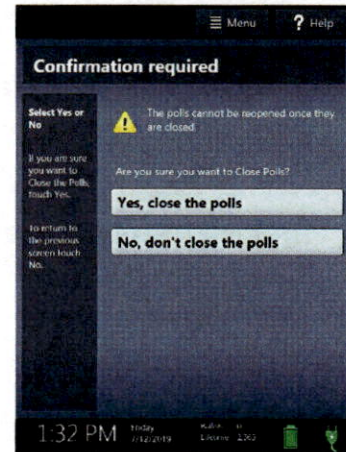 Menu
? Help
Confirmation required
Select Yes or
No
If you are sure
you want to
Close the Polls,
touch Yes.
To return to
the previous
screen touch
No.
The polls cannot be reopened once they
are closed.
Are you sure you want to Close Polls?
Yes, close the polls
No, don't close the polls
1:32 PM
Today
7/12/2019